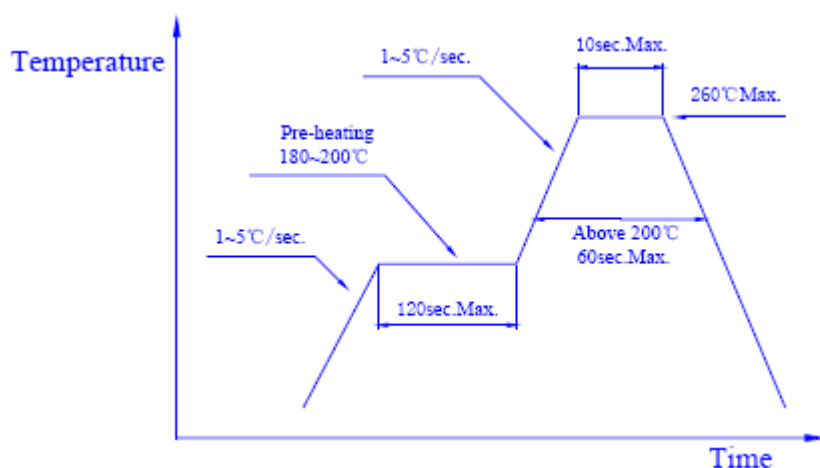 10sec.Max.
1~5℃/sec.
Temperature
260℃Max.
Pre-heating
180~200℃
1~5℃/sec.
Above 200℃
60sec.Max.
120sec.Max.
Time